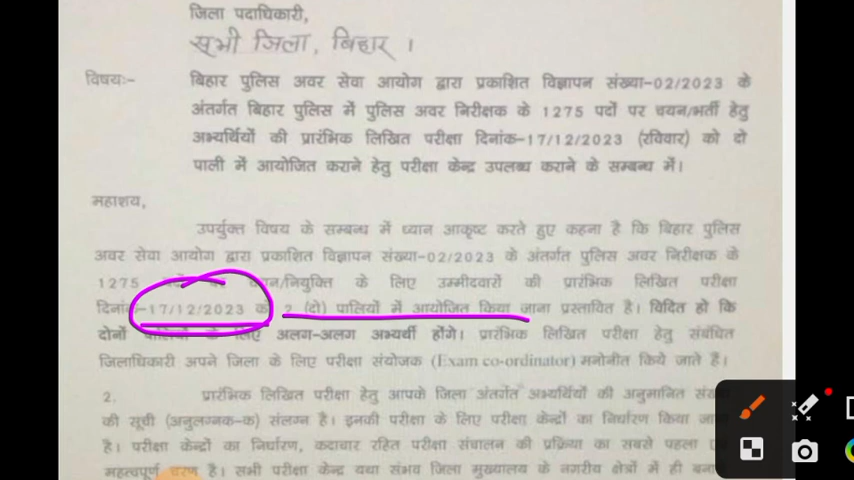 जिला पदाधिकारी,
सभी जिला, बिहार ।
विषयः- बिहार पुलिस अवर सेवा आयोग द्वारा प्रकाशित विज्ञापन संख्या-02/2023 के
अंतर्गत बिहार पुलिस में पुलिस अवर निरीक्षक के 1275 पदों पर चयन/भर्ती हेतु
अभ्यर्थियों की प्रारंभिक लिखित परीक्षा दिनांक-17/12/2023 (रविवार) को दो
पाली में आयोजित कराने हेतु परीक्षा केन्द्र उपलब्ध कराने के सम्बन्ध में।
महाशय,
उपर्युक्त विषय के सम्बन्ध में ध्यान आकृष्ट करते हुए कहना है कि बिहार पुलिस
अवर सेवा आयोग द्वारा प्रकाशित विज्ञापन संख्या-02/2023 के अंतर्गत पुलिस अवर निरीक्षक के
1275 के लिए उम्मीदवारों की प्रारंभिक लिखित परीक्षा
दिनांक-17/12/2023 को 2 (दो) पालियों में आयोजित किया जाना प्रस्तावित है। विदित हो कि
दोनों के लिए अलग-अलग अभ्यर्थी होंगे। प्रारंभिक लिखित परीक्षा हेतु संबंधित
जिलाधिकारी अपने जिला के लिए परीक्षा संयोजक (Exam co-ordinator) मनोनीत किये जाते है।
2. प्रारंभिक लिखित परीक्षा हेतु आपके जिला अंतर्गत अभ्यर्थियों की अनुमानित
की सूची (अनुलग्नक-क) संलग्न है। इनकी परीक्षा के लिए परीक्षा केन्द्रों का निर्धारण किया
है। परीक्षा केन्द्रों का निर्धारण, कदाचार रहित परीक्षा संचालन की प्रक्रिया का सबसे पहला
महत्वपूर्ण चरण है। सभी परीक्षा केन्द्र यथा संभव जिला मुख्यालय के नगरीय क्षेत्रों में ही